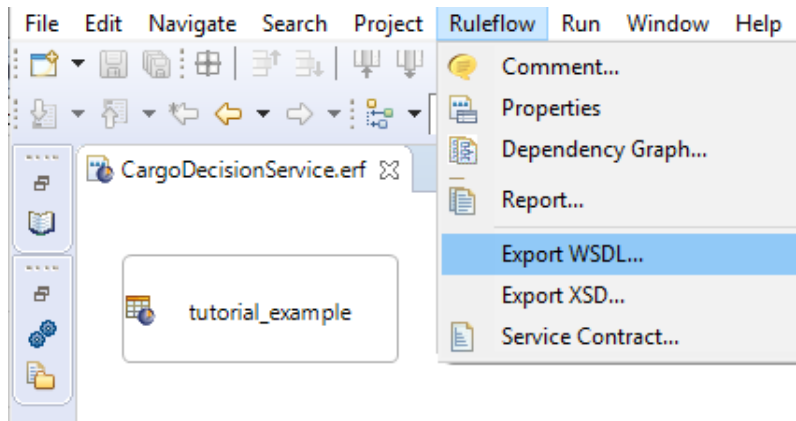 File Edit Navigate Search Project Ruleflow Run Window Help
Comment...
Properties
CargoDecisionService.erf
Dependency Graph...
Report...
Export WSDL...
tutorial_example
Export XSD...
Service Contract...